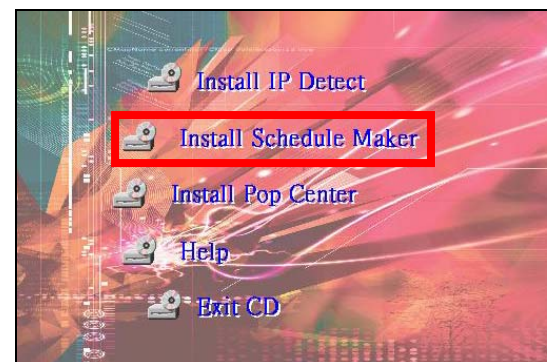 Install IP Detect
Install Schedule Maker
Install Pop Center
Help
Exit CD